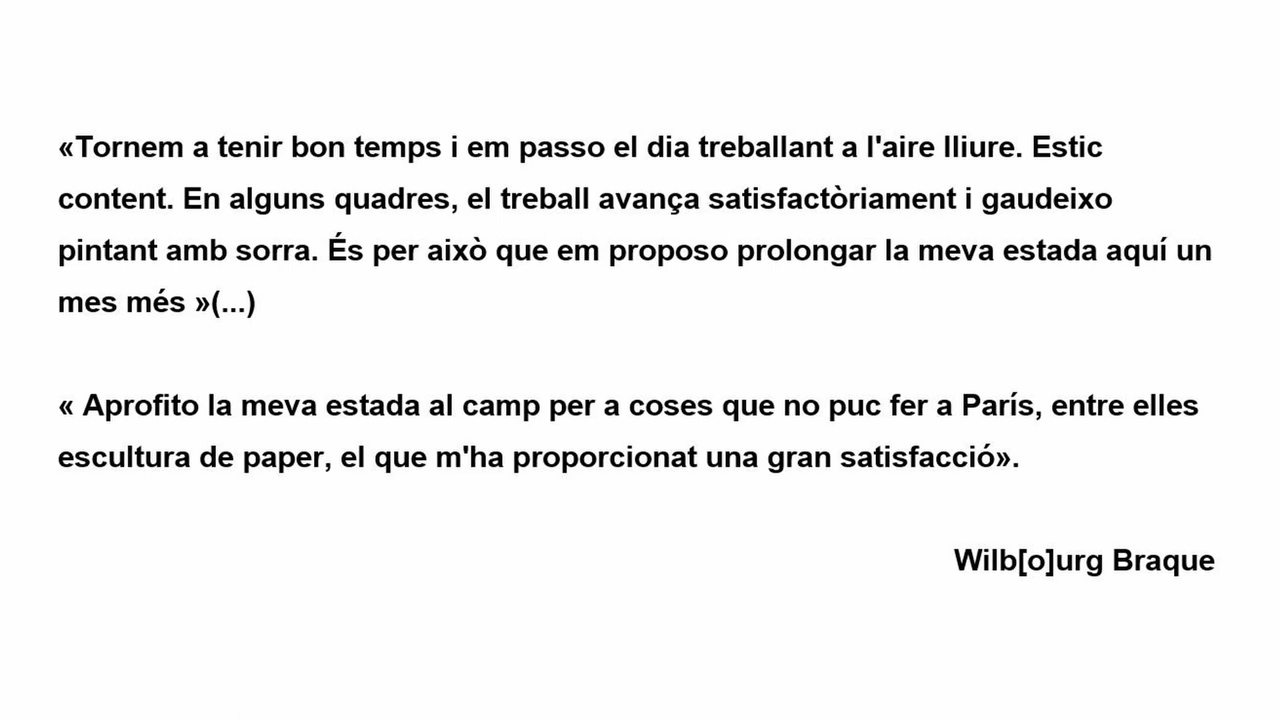 «Tornem a tenir bon temps i em passo el dia treballant a l'aire lliure. Estic
content. En alguns quadres, el treball avança satisfactòriament i gaudeixo
pintant amb sorra. És per això que em proposo prolongar la meva estada aquí un
mes més »(...)
« Aprofito la meva estada al camp per a coses que no puc fer a París, entre elles
escultura de paper, el que m'ha proporcionat una gran satisfacció».
Wilb[o]urg Braque